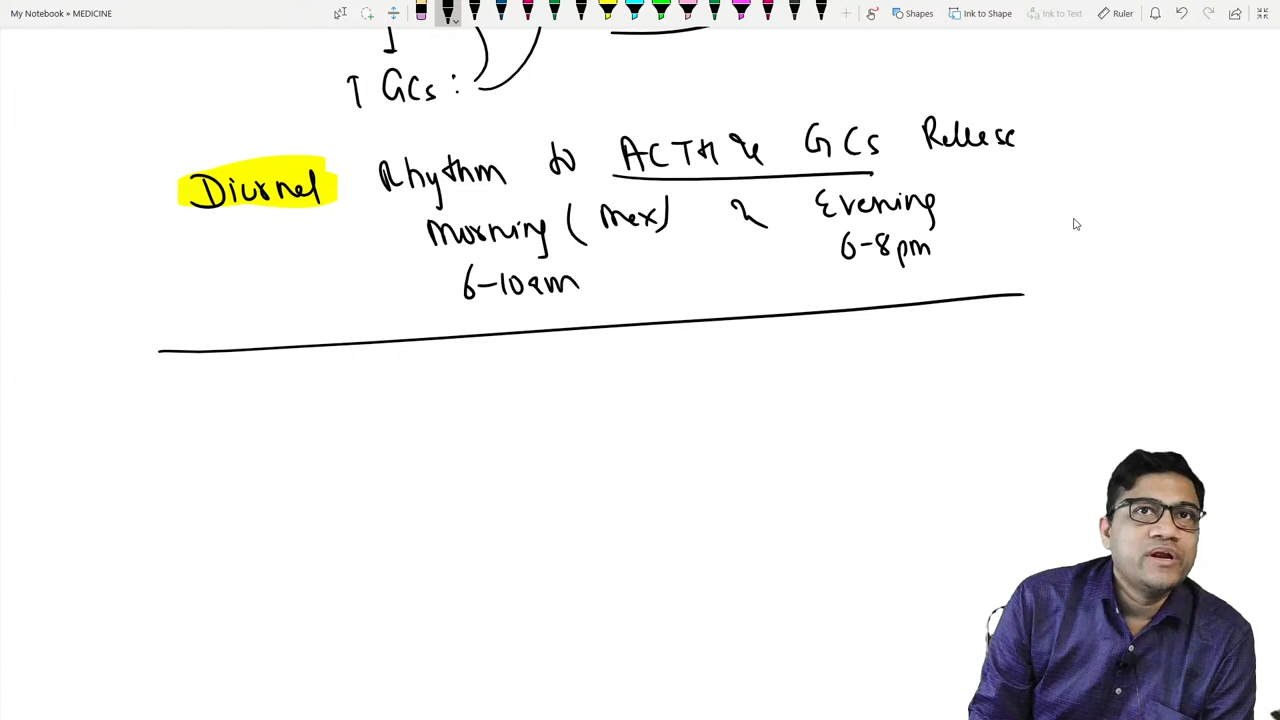 My Notebook » MEDICINE
Shapes
Ink to Shape
Ink to Text
Ruler
↑ GCs :
Diurnal Rhythm to ACTH & GCs Release
Morning (Max) & Evening
6-10am
6-8pm